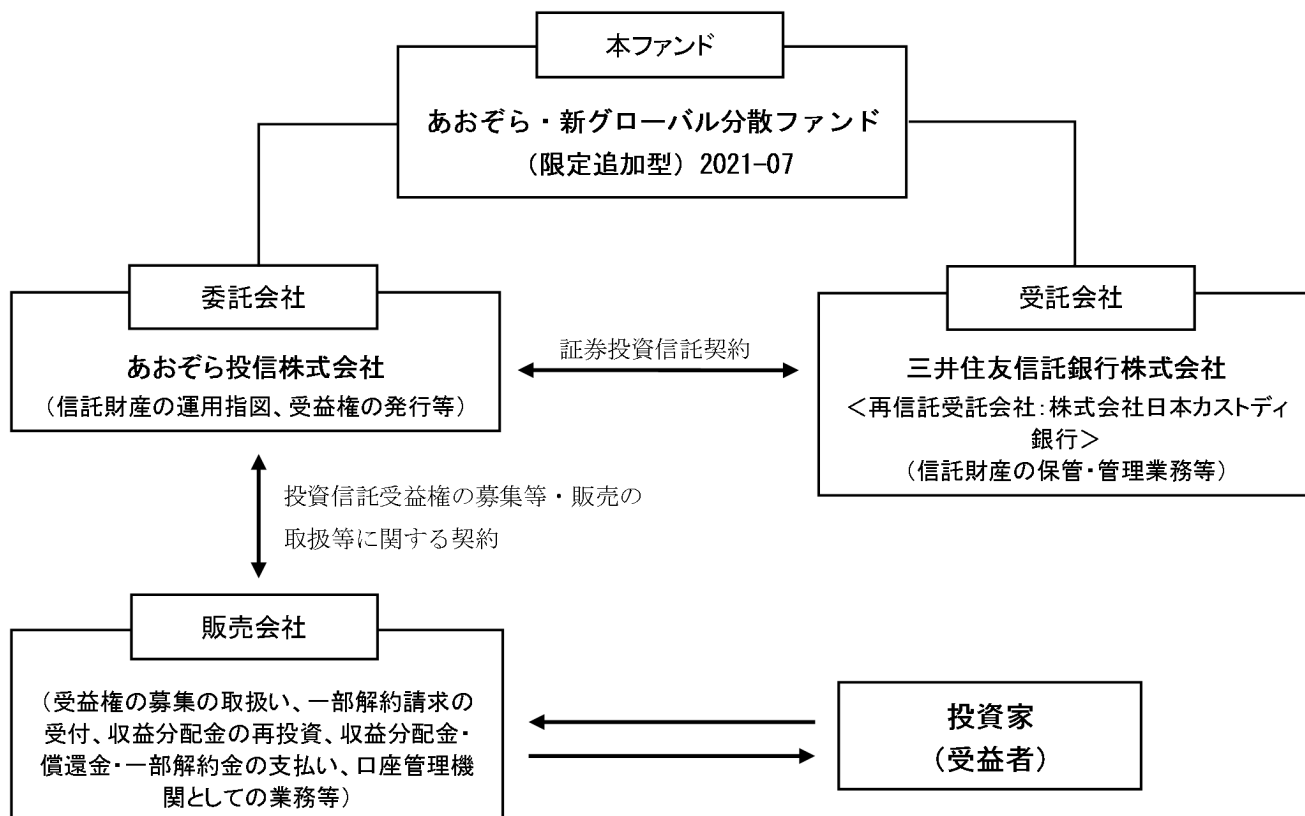 本ファンド
あおぞら・新グローバル分散ファンド
（限定追加型）2021-07
委託会社
あおぞら投信株式会社
（信託財産の運用指図、受益権の発行等）
証券投資信託契約
受託会社
三井住友信託銀行株式会社
＜再信託受託会社：株式会社日本カストディ
銀行＞
（信託財産の保管・管理業務等）
投資信託受益権の募集等・販売の
取扱等に関する契約
販売会社
（受益権の募集の取扱い、一部解約請求の
受付、収益分配金の再投資、収益分配金・
償還金・一部解約金の支払い、口座管理機
関としての業務等）
投資家
（受益者）